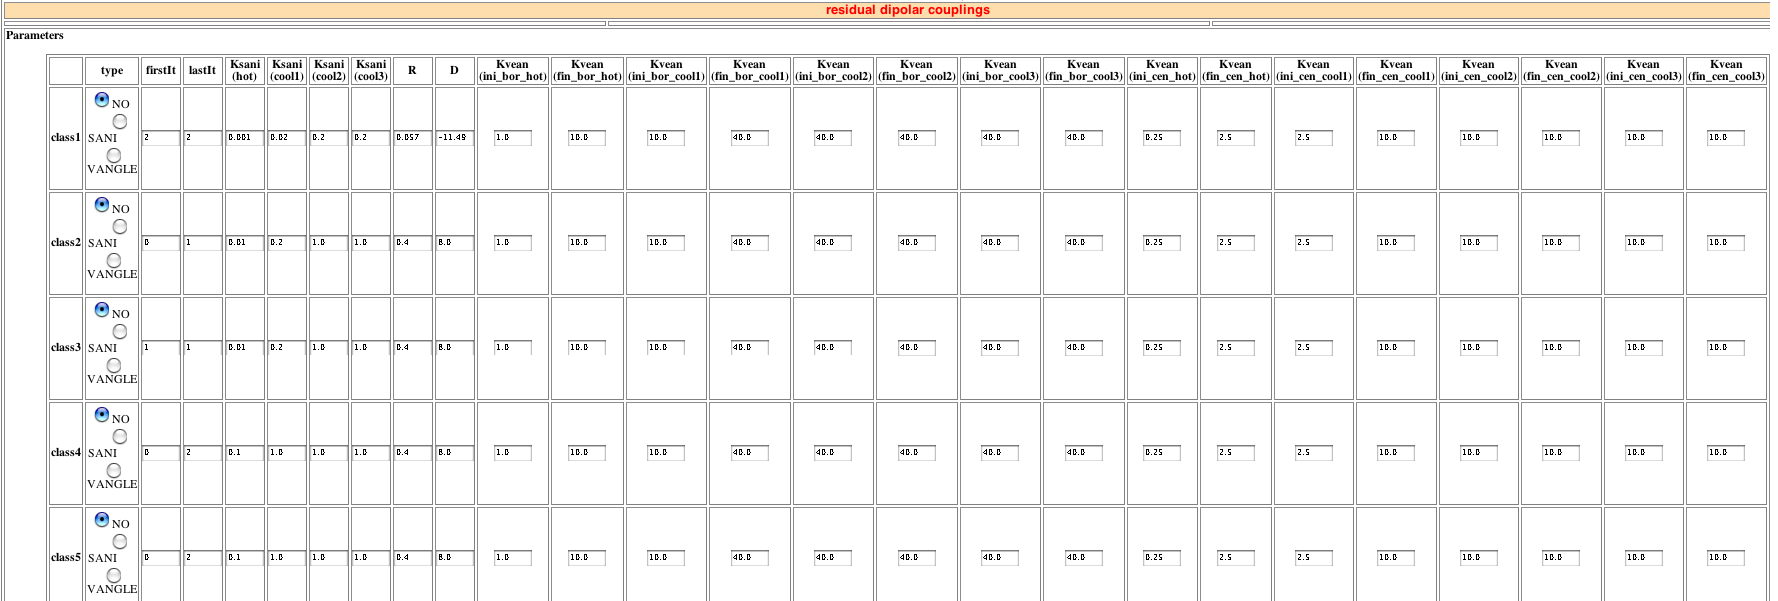 residual dipolar couplings
Parameters
type firstIt lastIt Ksani (hot) Ksani (cool1) Ksani (cool2) Ksani (cool3) R D Kvean (ini_bor_hot) Kvean (fin_bor_hot) Kvean (ini_bor_cool1) Kvean (fin_bor_cool1) Kvean (ini_bor_cool2) Kvean (fin_bor_cool2) Kvean (ini_bor_cool3) Kvean (fin_bor_cool3) Kvean (ini_cen_hot) Kvean (fin_cen_hot) Kvean (ini_cen_cool1) Kvean (fin_cen_cool1) Kvean (ini_cen_cool2) Kvean (fin_cen_cool2) Kvean (ini_cen_cool3) Kvean (fin_cen_cool3)
NO
class1 SANI 2 2 0.001 0.02 0.2 0.2 0.057 -11.49 1.0 10.0 10.0 40.0 40.0 40.0 40.0 40.0 0.25 2.5 2.5 10.0 10.0 10.0 10.0 10.0
VANGLE
NO
class2 SANI 0 1 0.01 0.2 1.0 1.0 0.4 8.0 1.0 10.0 10.0 40.0 40.0 40.0 40.0 40.0 0.25 2.5 2.5 10.0 10.0 10.0 10.0 10.0
VANGLE
NO
class3 SANI 1 1 0.01 0.2 1.0 1.0 0.4 8.0 1.0 10.0 10.0 40.0 40.0 40.0 40.0 40.0 0.25 2.5 2.5 10.0 10.0 10.0 10.0 10.0
VANGLE
NO
class4 SANI 0 2 0.1 1.0 1.0 1.0 0.4 8.0 1.0 10.0 10.0 40.0 40.0 40.0 40.0 40.0 0.25 2.5 2.5 10.0 10.0 10.0 10.0 10.0
VANGLE
NO
class5 SANI 0 2 0.1 1.0 1.0 1.0 0.4 8.0 1.0 10.0 10.0 40.0 40.0 40.0 40.0 40.0 0.25 2.5 2.5 10.0 10.0 10.0 10.0 10.0
VANGLE